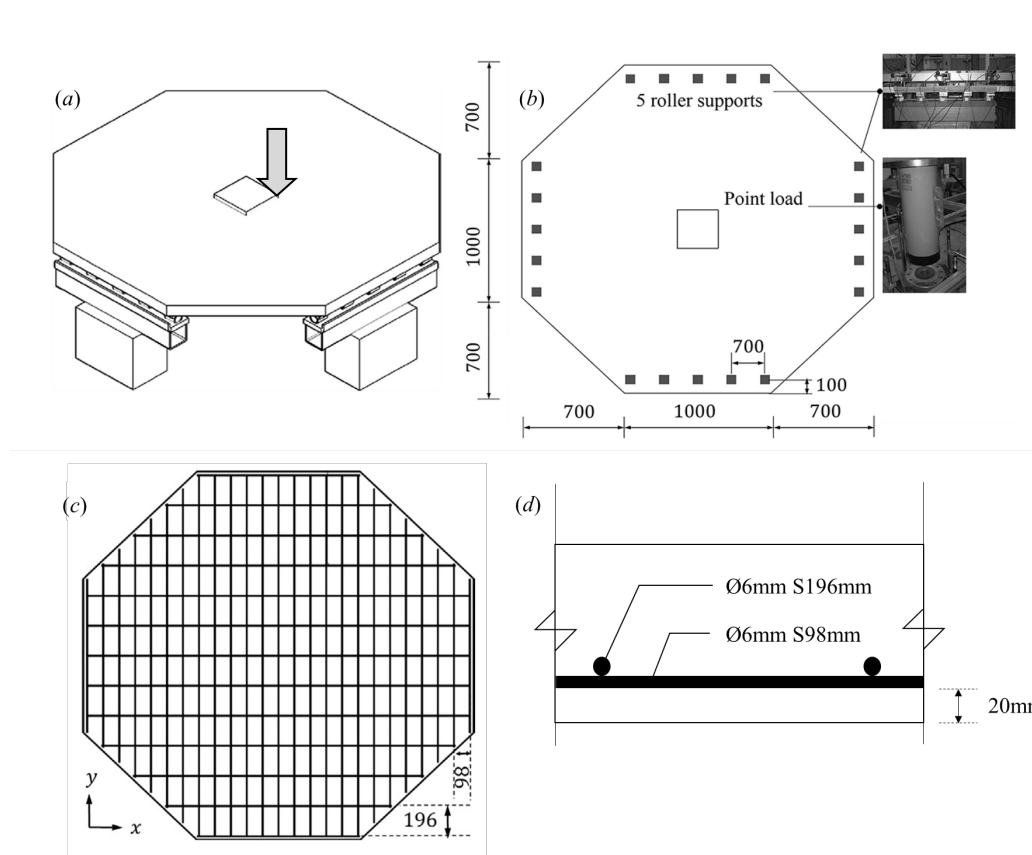 (a)
700
1000
700
(b)
5 roller supports
Point load
700
100
700
1000
700
(c)
98
196
y
x
(d)
Ø6mm S196mm
Ø6mm S98mm
20mm